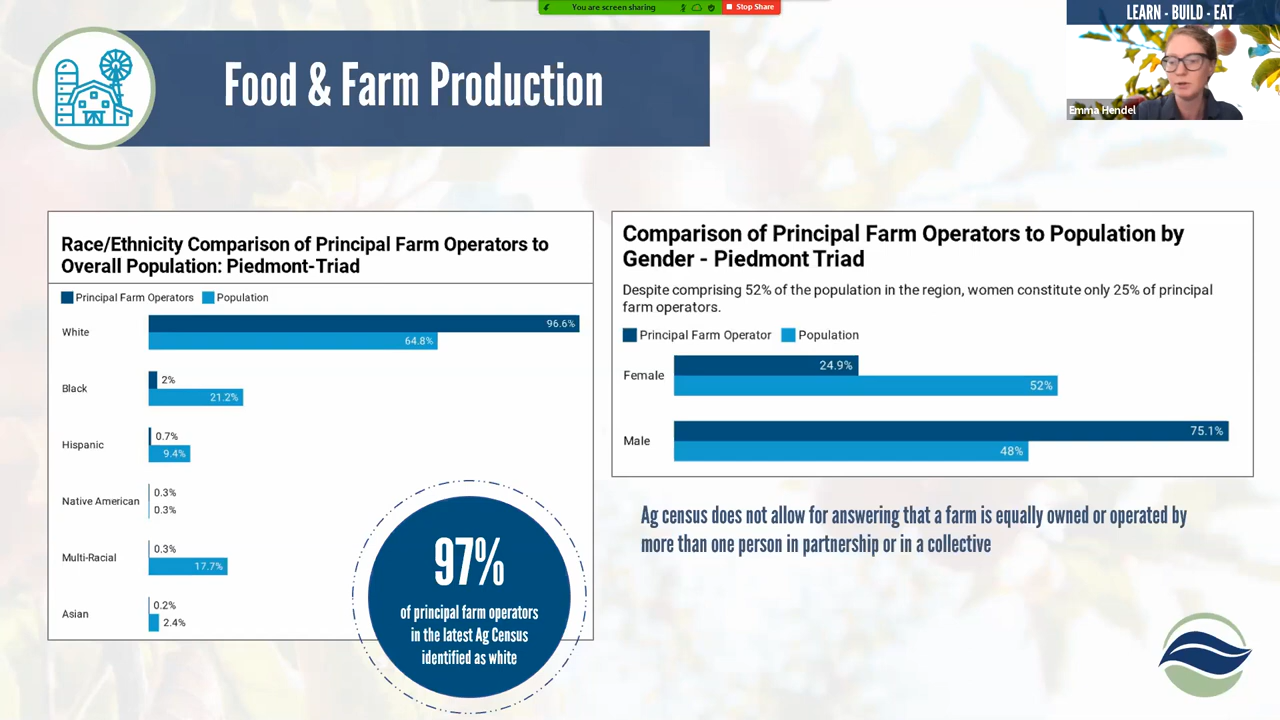 You are screen sharing
Stop Share
LEARN - BUILD - EAT
Emma Hendel
Food & Farm Production
Race/Ethnicity Comparison of Principal Farm Operators to
Overall Population: Piedmont-Triad
Principal Farm Operators Population
White
96.6%
64.8%
Black
2%
21.2%
Hispanic
0.7%
9.4%
Native American
0.3%
0.3%
Multi-Racial
0.3%
17.7%
Asian
0.2%
2.4%
97%
of principal farm operators
in the latest Ag Census
identified as white
Comparison of Principal Farm Operators to Population by
Gender - Piedmont Triad
Despite comprising 52% of the population in the region, women constitute only 25% of principal
farm operators.
Principal Farm Operator Population
Female
24.9%
52%
Male
75.1%
48%
Ag census does not allow for answering that a farm is equally owned or operated by
more than one person in partnership or in a collective